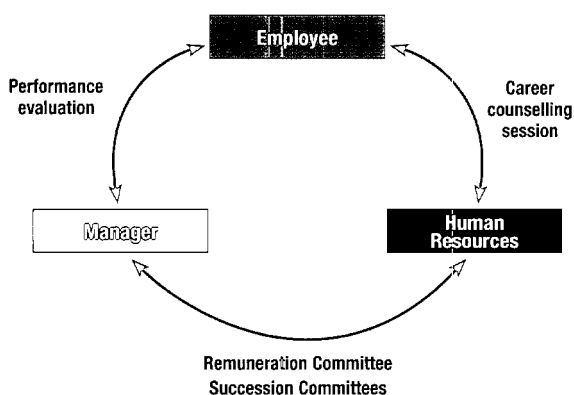 Employee
Performance
evaluation
Career
counselling
session
Manager
Human
Resources
Remuneration Committee
Succession Committees